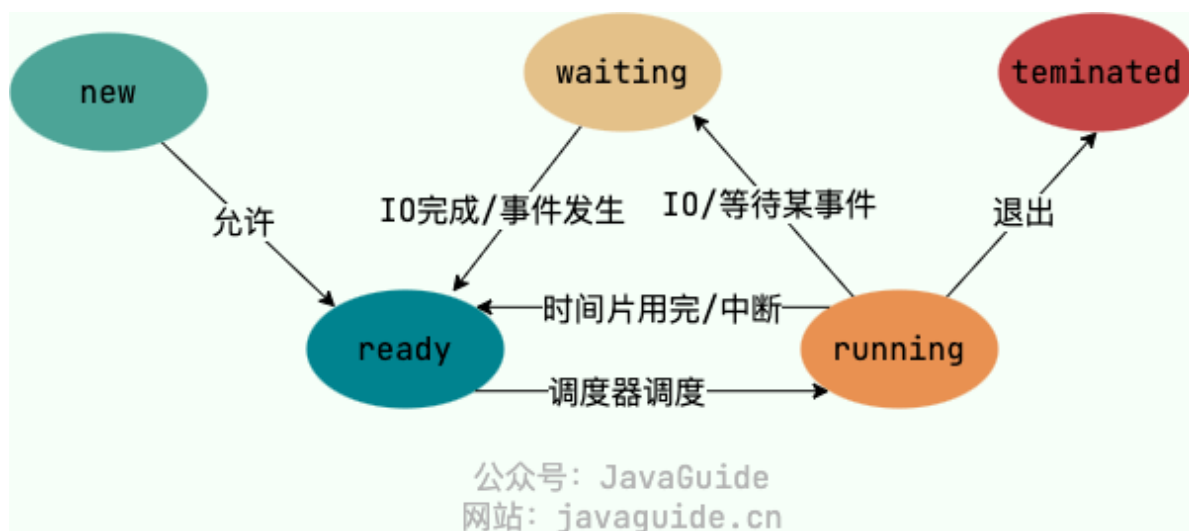 new
waiting
teminated
允许
IO完成/事件发生
IO/等待某事件
退出
时间片用完/中断
ready
running
调度器调度
公众号：JavaGuide
网站：javaguide.cn